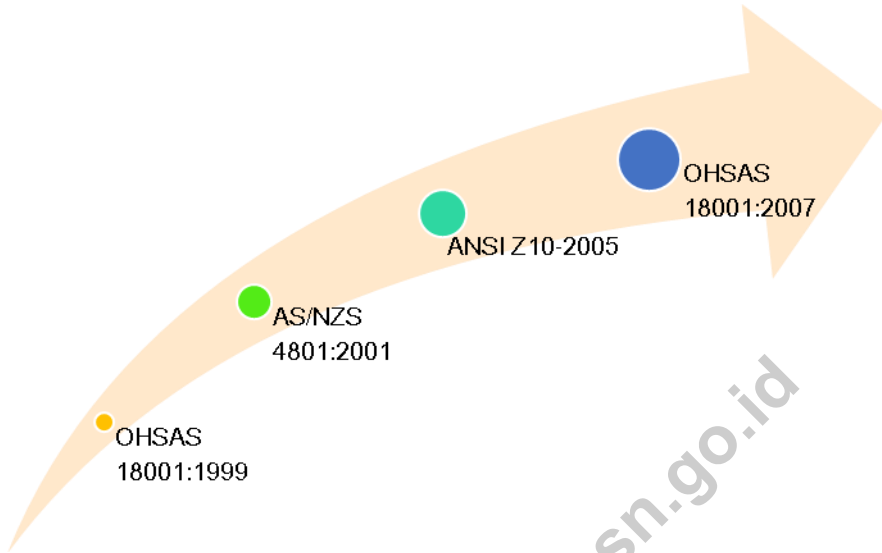 OHSAS
18001:2007
ANSI Z10-2005
AS/NZS
4801:2001
OHSAS
18001:1999
sn.go.id